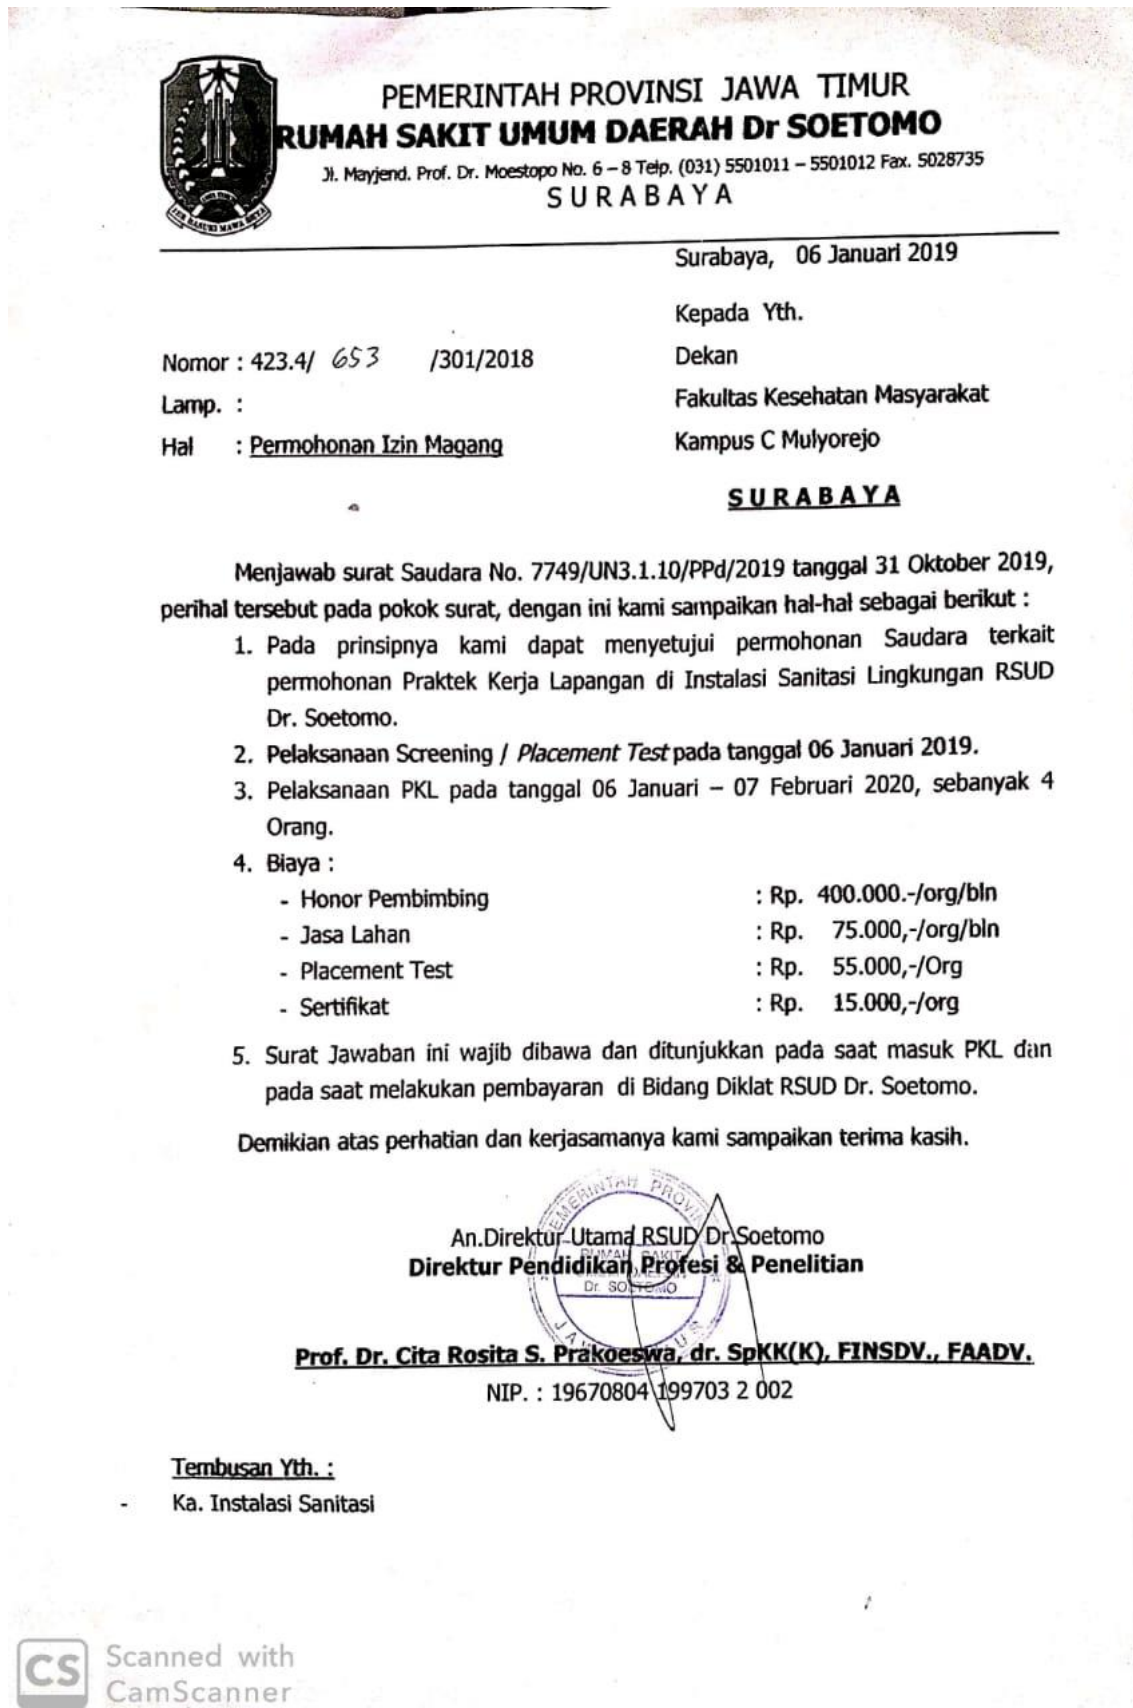 PEMERINTAH PROVINSI JAWA TIMUR
RUMAH SAKIT UMUM DAERAH Dr SOETOMO
Jl. Mayjend. Prof. Dr. Moestopo No. 6 – 8 Telp. (031) 5501011 – 5501012 Fax. 5028735
SURABAYA
JER BASUKI MAWA BEYA
Surabaya, 06 Januari 2019
Kepada Yth.
Nomor : 423.4/ 653 /301/2018
Dekan
Lamp. :
Fakultas Kesehatan Masyarakat
Hal : Permohonan Izin Magang
Kampus C Mulyorejo
SURABAYA
Menjawab surat Saudara No. 7749/UN3.1.10/PPd/2019 tanggal 31 Oktober 2019,
perihal tersebut pada pokok surat, dengan ini kami sampaikan hal-hal sebagai berikut :
1. Pada prinsipnya kami dapat menyetujui permohonan Saudara terkait
permohonan Praktek Kerja Lapangan di Instalasi Sanitasi Lingkungan RSUD
Dr. Soetomo.
2. Pelaksanaan Screening / Placement Test pada tanggal 06 Januari 2019.
3. Pelaksanaan PKL pada tanggal 06 Januari – 07 Februari 2020, sebanyak 4
Orang.
4. Biaya :
- Honor Pembimbing : Rp. 400.000.-/org/bln
- Jasa Lahan : Rp. 75.000,-/org/bln
- Placement Test : Rp. 55.000,-/Org
- Sertifikat : Rp. 15.000,-/org
5. Surat Jawaban ini wajib dibawa dan ditunjukkan pada saat masuk PKL dan
pada saat melakukan pembayaran di Bidang Diklat RSUD Dr. Soetomo.
Demikian atas perhatian dan kerjasamanya kami sampaikan terima kasih.
An.Direktur Utama RSUD Dr.Soetomo
Direktur Pendidikan Profesi & Penelitian
PEMERINTAH PROVIN
RUMAH SAKIT
Dr. SOETOMO
Prof. Dr. Cita Rosita S. Prakoeswa, dr. SpKK(K), FINSDV., FAADV.
NIP. : 19670804 199703 2 002
Tembusan Yth. :
- Ka. Instalasi Sanitasi
CS Scanned with
CamScanner